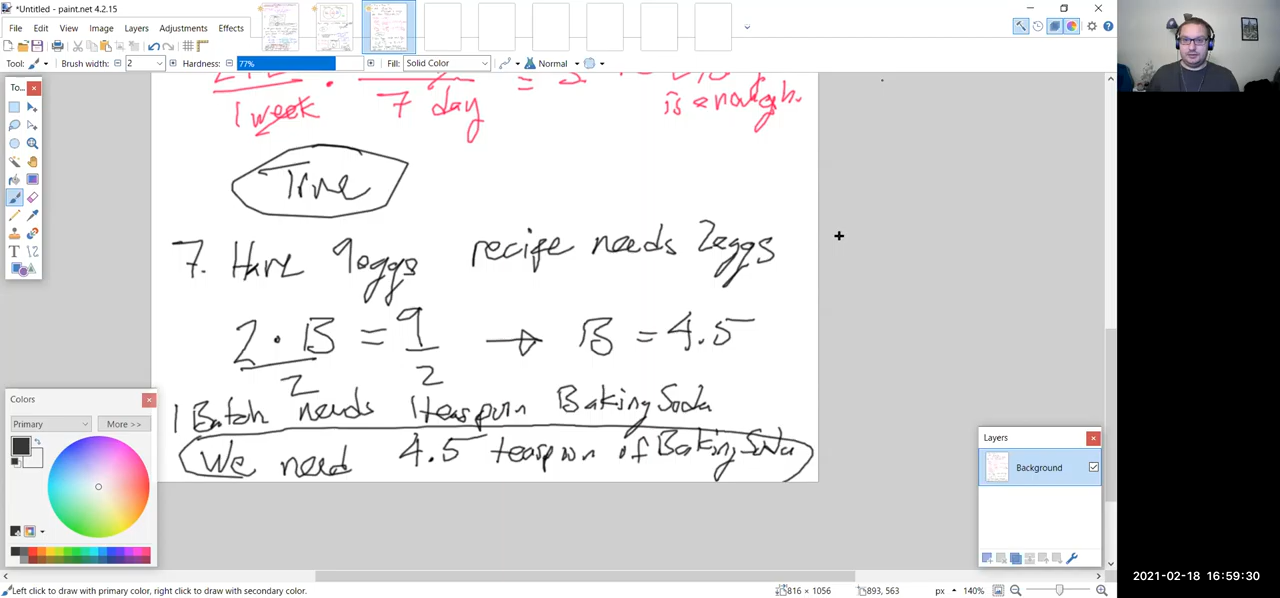 *Untitled - paint.net 4.2.15
File Edit View Image Layers Adjustments Effects
Tool: Brush width: 2 Hardness: 77% Fill: Solid Color Normal
To...
1 week 7 day = 3 is enough.
True
7. Have 9 eggs recipe needs 2 eggs
2 · B = 9 → B = 4.5
2 2
1 Batch needs 1 teaspoon Baking Soda
We need 4.5 teaspoon of Baking Soda
Colors
Primary More >>
Layers
Background
2021-02-18 16:59:30
Left click to draw with primary color, right click to draw with secondary color. 816 × 1056 893, 563 px 140%